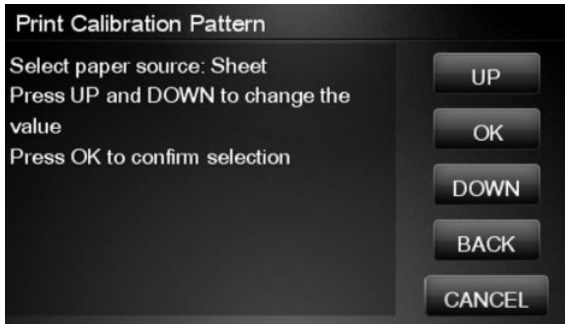 Print Calibration Pattern
Select paper source: Sheet
Press UP and DOWN to change the
value
Press OK to confirm selection
UP
OK
DOWN
BACK
CANCEL